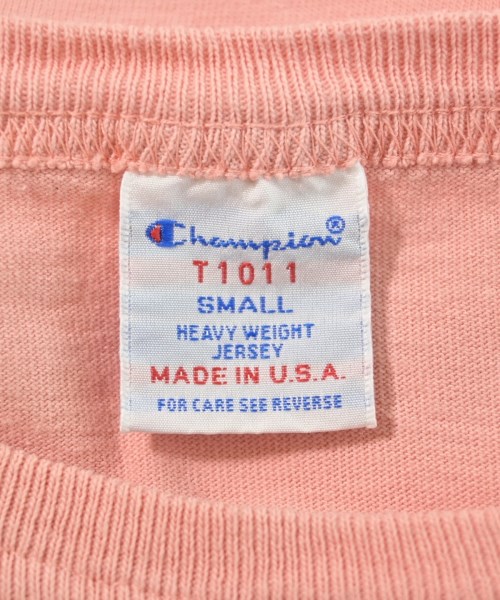 Champion®
T1011
SMALL
HEAVY WEIGHT
JERSEY
MADE IN U.S.A.
FOR CARE SEE REVERSE